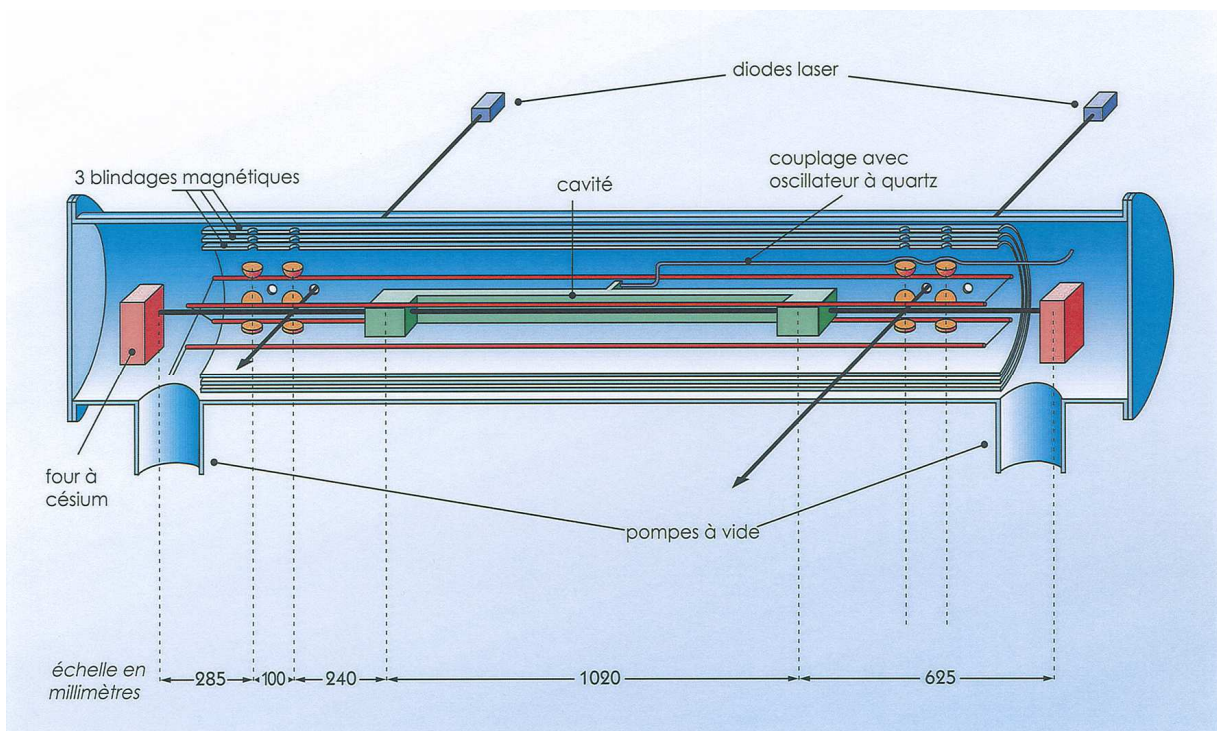 diodes laser
couplage avec
oscillateur à quartz
3 blindages magnétiques
cavité
four à
césium
pompes à vide
échelle en
millimètres
285 100 240 1020 625